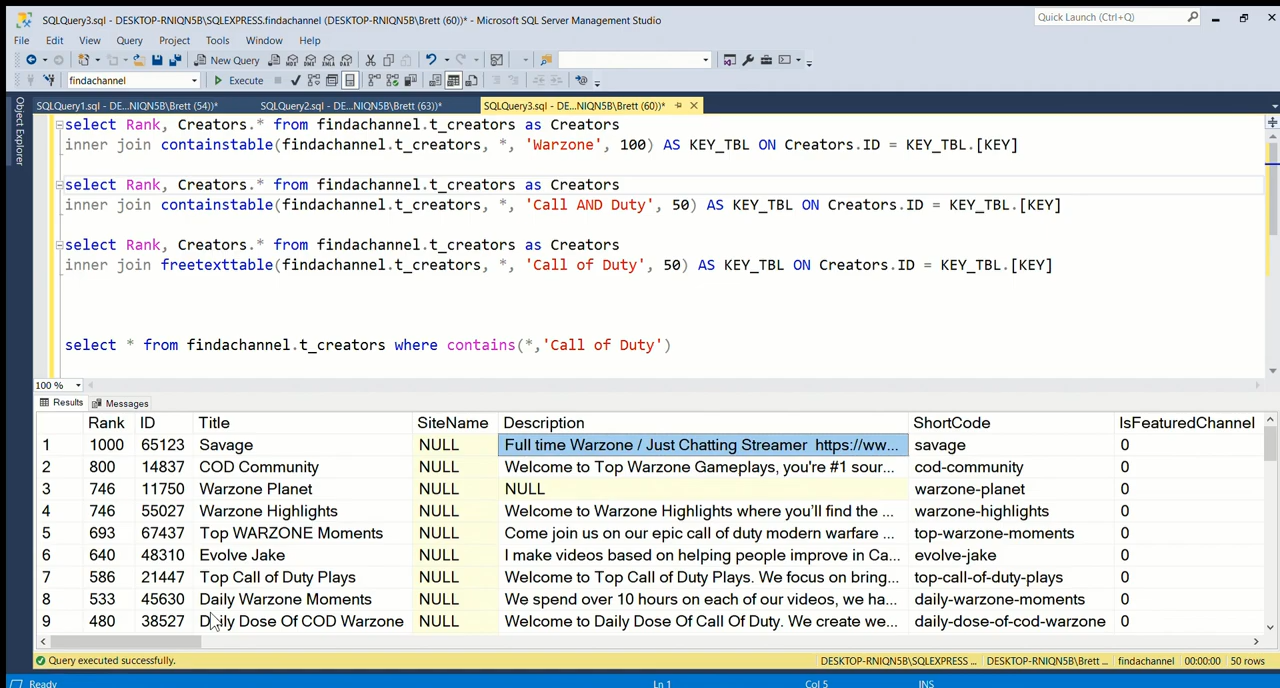 SQLQuery3.sql - DESKTOP-RNIQN5B\SQLEXPRESS.findachannel (DESKTOP-RNIQN5B\Brett (60))* - Microsoft SQL Server Management Studio
Quick Launch (Ctrl+Q)
File Edit View Query Project Tools Window Help
New Query
findachannel Execute
SQLQuery1.sql - DE...NIQN5B\Brett (54))* SQLQuery2.sql - DE...NIQN5B\Brett (63))* SQLQuery3.sql - DE...NIQN5B\Brett (60))*
Object Explorer
select Rank, Creators.* from findachannel.t_creators as Creators
inner join containstable(findachannel.t_creators, *, 'Warzone', 100) AS KEY_TBL ON Creators.ID = KEY_TBL.[KEY]
select Rank, Creators.* from findachannel.t_creators as Creators
inner join containstable(findachannel.t_creators, *, 'Call AND Duty', 50) AS KEY_TBL ON Creators.ID = KEY_TBL.[KEY]
select Rank, Creators.* from findachannel.t_creators as Creators
inner join freetexttable(findachannel.t_creators, *, 'Call of Duty', 50) AS KEY_TBL ON Creators.ID = KEY_TBL.[KEY]
select * from findachannel.t_creators where contains(*,'Call of Duty')
100 %
Results Messages
Rank ID Title SiteName Description ShortCode IsFeaturedChannel
1 1000 65123 Savage NULL Full time Warzone / Just Chatting Streamer https://ww... savage 0
2 800 14837 COD Community NULL Welcome to Top Warzone Gameplays, you're #1 sour... cod-community 0
3 746 11750 Warzone Planet NULL NULL warzone-planet 0
4 746 55027 Warzone Highlights NULL Welcome to Warzone Highlights where you'll find the ... warzone-highlights 0
5 693 67437 Top WARZONE Moments NULL Come join us on our epic call of duty modern warfare ... top-warzone-moments 0
6 640 48310 Evolve Jake NULL I make videos based on helping people improve in Ca... evolve-jake 0
7 586 21447 Top Call of Duty Plays NULL Welcome to Top Call of Duty Plays. We focus on bring... top-call-of-duty-plays 0
8 533 45630 Daily Warzone Moments NULL We spend over 10 hours on each of our videos, we ha... daily-warzone-moments 0
9 480 38527 Daily Dose Of COD Warzone NULL Welcome to Daily Dose Of Call Of Duty. We create we... daily-dose-of-cod-warzone 0
Query executed successfully. DESKTOP-RNIQN5B\SQLEXPRESS ... DESKTOP-RNIQN5B\Brett ... findachannel 00:00:00 50 rows
Ready Ln 1 Col 5 INS